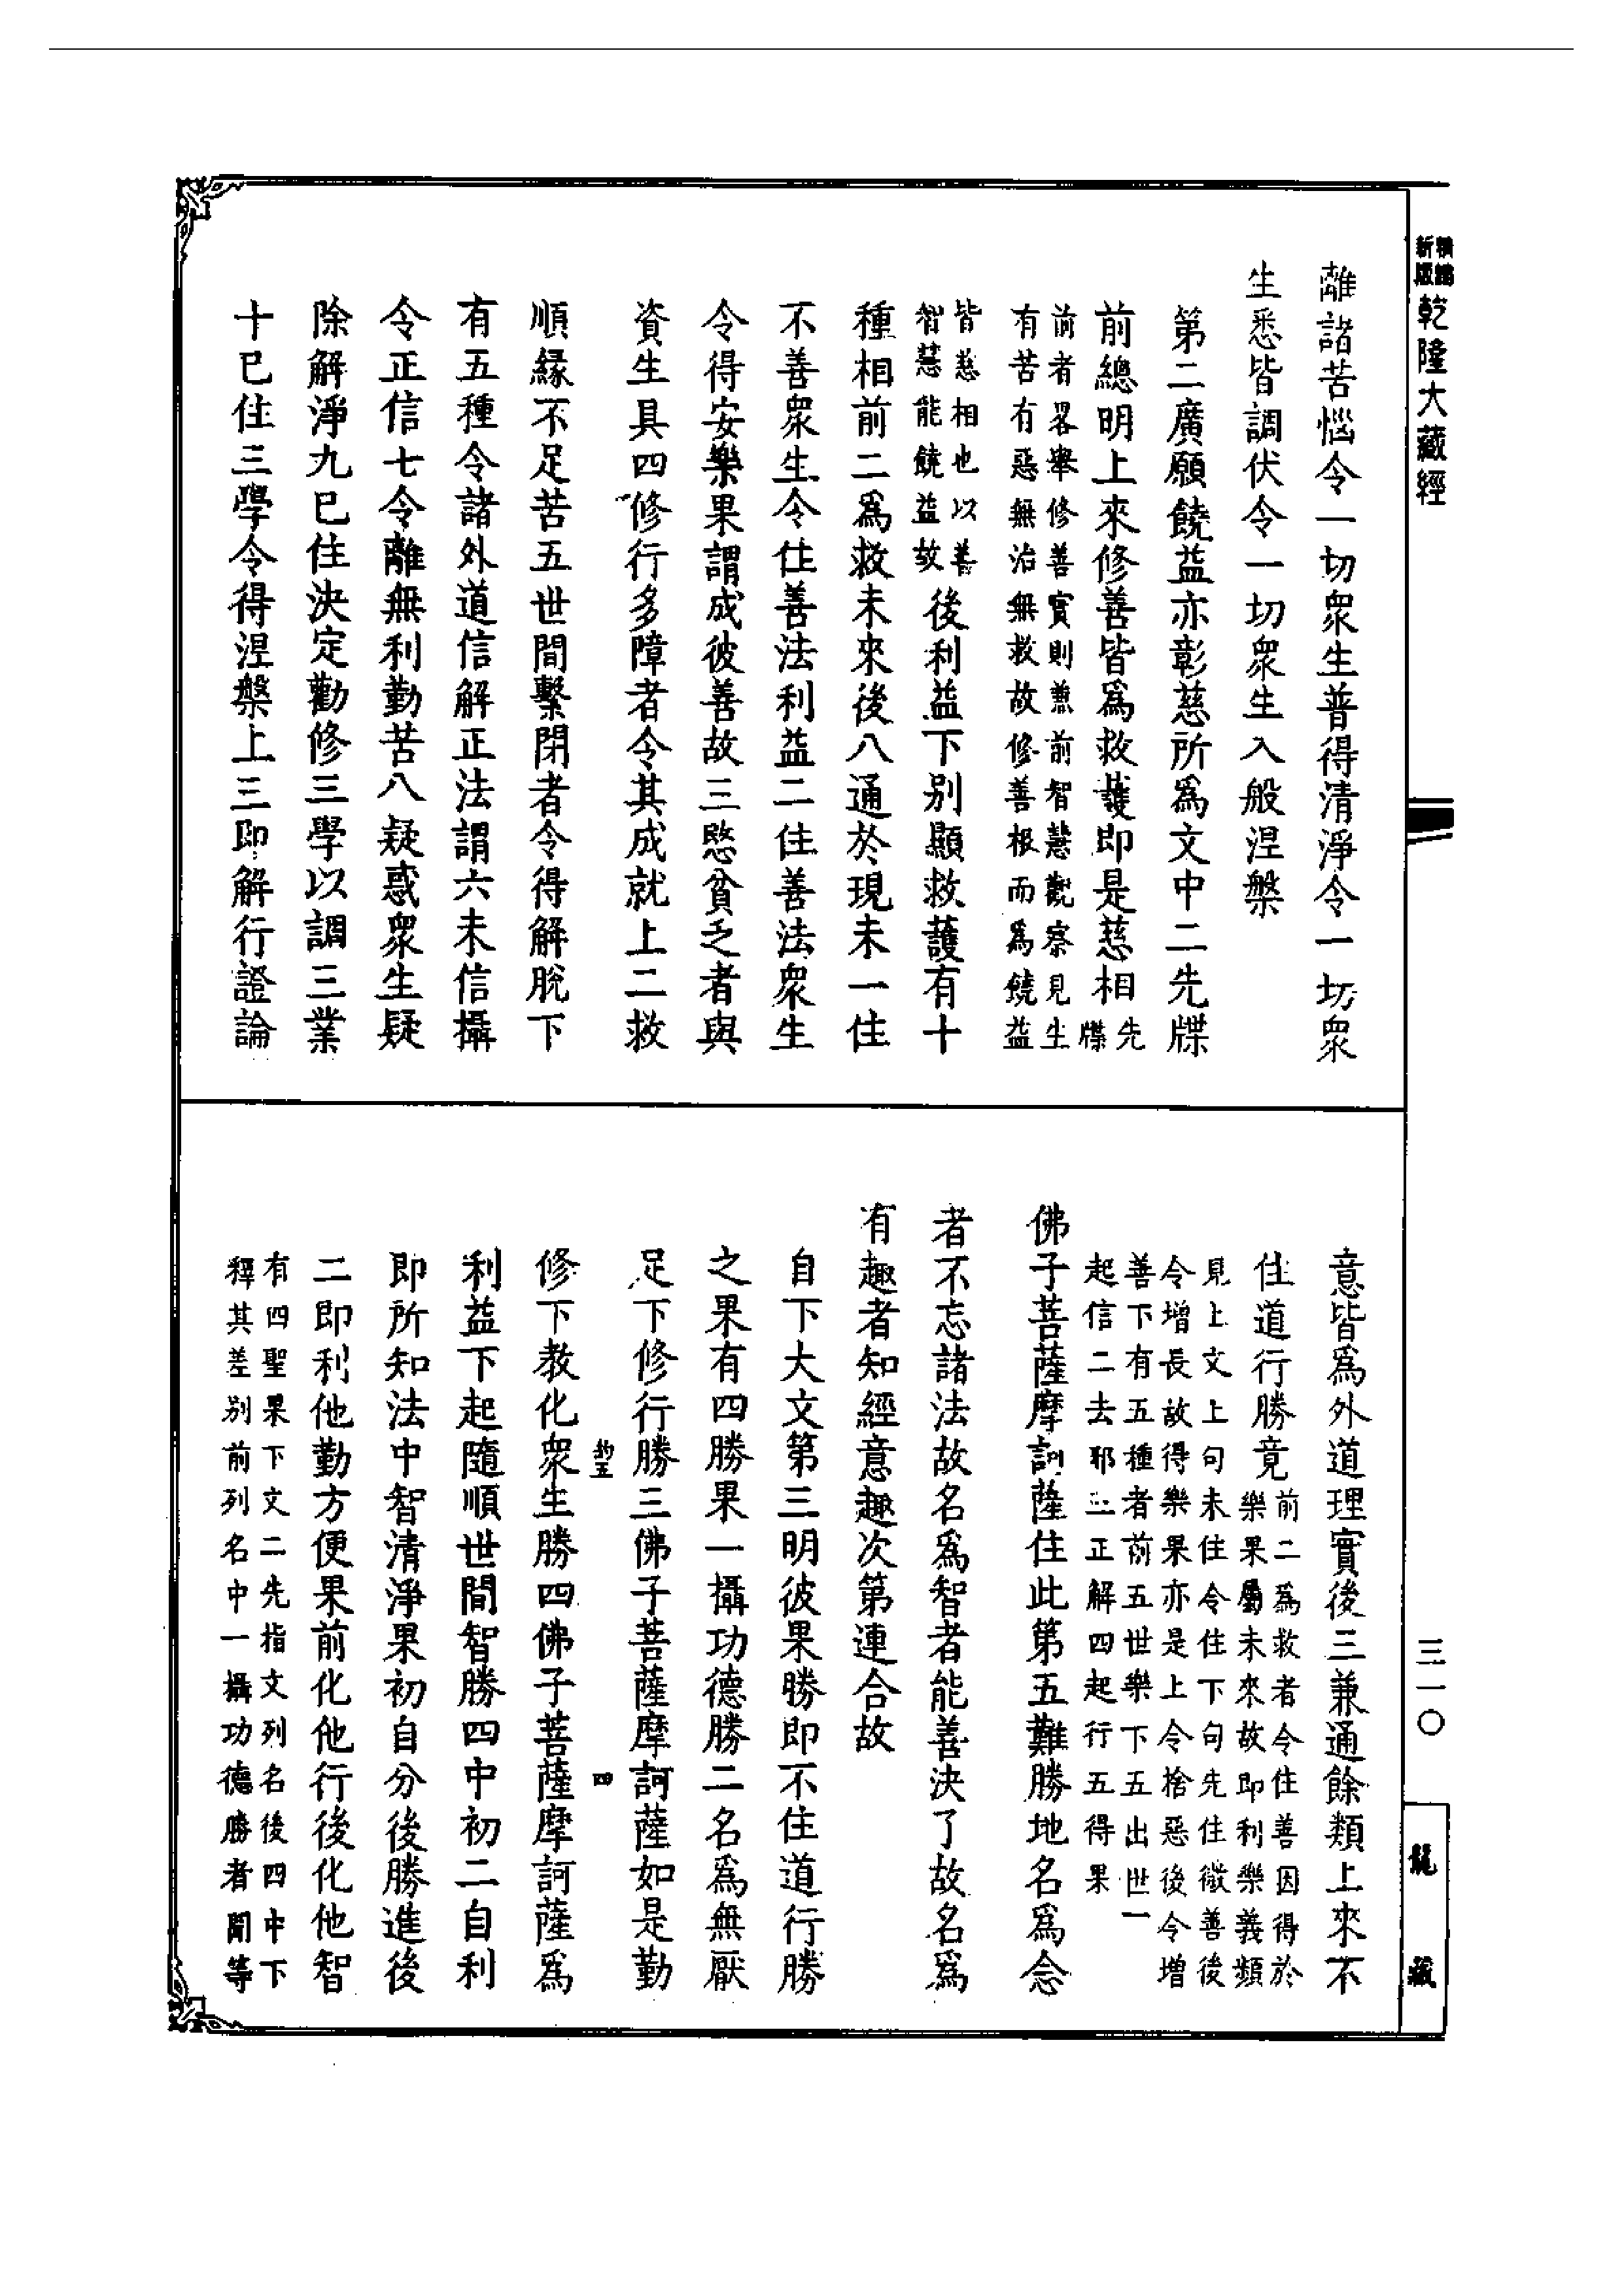 精編
新版
乾隆大藏經
離諸苦惱令一切眾生普得清淨令一切眾
生悉皆調伏令一切眾生入般涅槃
第二廣願饒益亦彰慈所為文中二先牒
前總明上來修善皆為救護即是慈相先牒
前者畧舉修善實則兼前智慧觀察見生
有苦有惡無治無救故修善根而為饒益
皆慈相也以善
智慧能饒益故
後利益下別顯救護有十
種相前二為救未來後八通於現未一住
不善眾生令住善法利益二住善法眾生
令得安樂果謂成彼善故三愍貧乏者與
資生具四修行多障者令其成就上二救
順緣不足苦五世間繫閉者令得解脫下
有五種令諸外道信解正法謂六未信攝
令正信七令離無利勤苦八疑惑眾生疑
除解淨九已住決定勸修三學以調三業
十已住三學令得涅槃上三即解行證論
意皆為外道理實後三兼通餘類上來不
住道行勝竟
前二為救者令住善因得於
樂果屬未來故即利樂義類
見上文上句未住令住下句先住微善後
令增長故得樂果亦是上令捨惡後令增
善下有五種者前五世樂下五出世一
起信二去邪三正解四起行五得果
佛子菩薩摩訶薩住此第五難勝地名為念
者不忘諸法故名為智者能善決了故名為
有趣者知經意趣次第連合故
自下大文第三明彼果勝即不住道行勝
之果有四勝果一攝功德勝二名為無厭
足下修行勝三佛子菩薩摩訶薩如是勤
約五
四
修下教化眾生勝四佛子菩薩摩訶薩為
利益下起隨順世間智勝四中初二自利
即所知法中智清淨果初自分後勝進後
二即利他勤方便果前化他行後化他智
有四聖果下文二先指文列名後四中下
釋其差別前列名中一攝功德勝者聞等
三一〇
龍藏